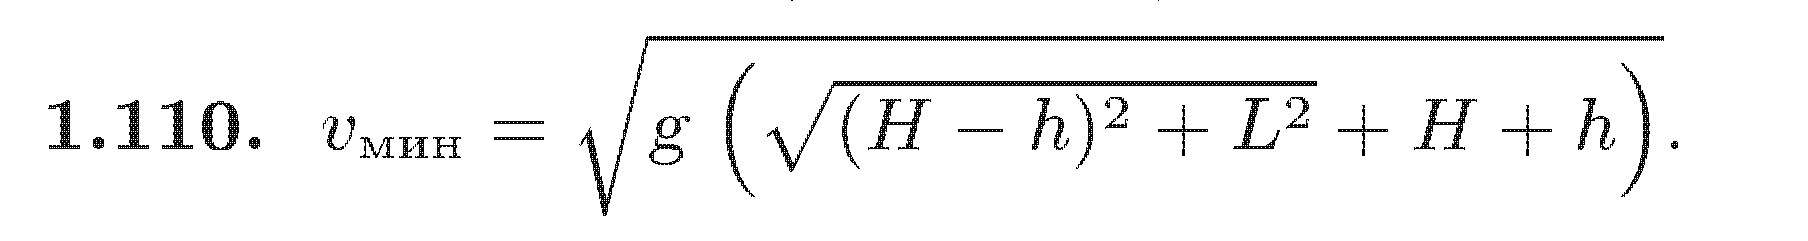 1.110. v_мин = √(g (√((H − h)² + L²) + H + h)).